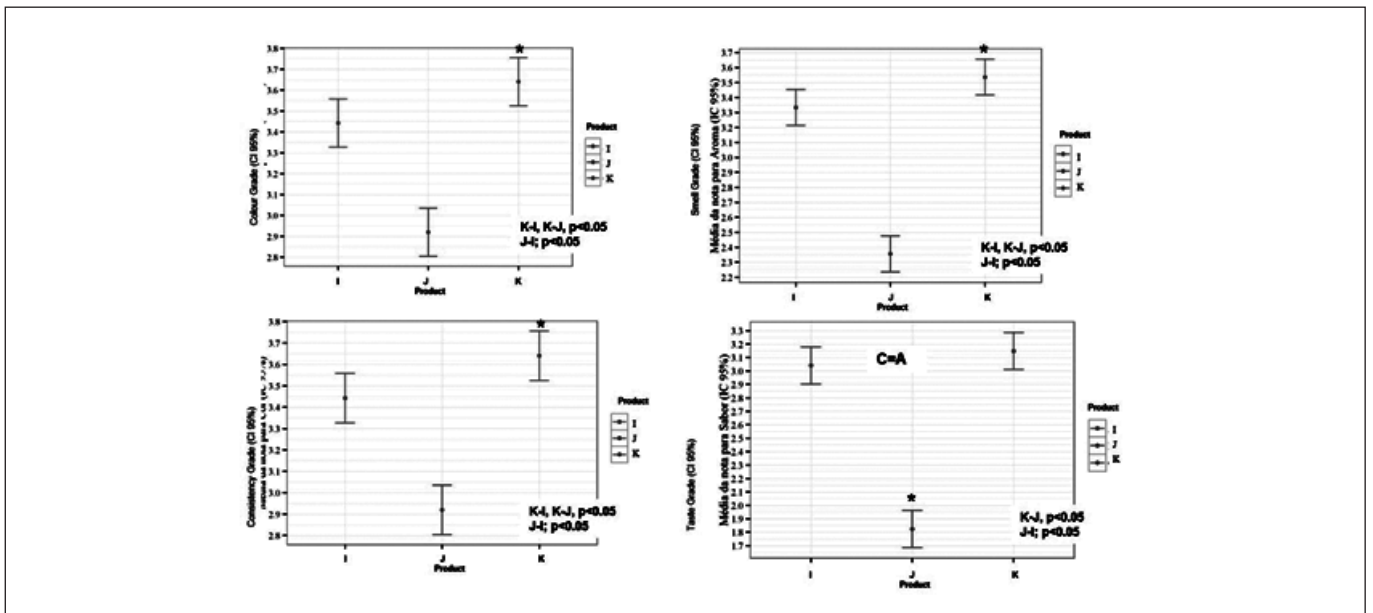 *
3.8
3.7
3.6
3.5
3.4
3.3
3.2
3.1
3.0
2.9
2.8
Colour Grade (CI 95%)
K-I, K-J, p<0.05
J-I; p<0.05
I
J
K
Product
Product
I
J
K
*
3.7
3.6
3.5
3.4
3.3
3.2
3.1
3.0
2.9
2.8
2.7
2.6
2.5
2.4
2.3
2.2
Smell Grade (CI 95%)
Média da nota para Aroma (IC 95%)
K-I, K-J, p<0.05
J-I; p<0.05
I
J
K
Product
Product
I
J
K
*
3.8
3.7
3.6
3.5
3.4
3.3
3.2
3.1
3.0
2.9
2.8
Consistency Grade (CI 95%)
K-I, K-J, p<0.05
J-I; p<0.05
I
J
K
Product
Product
I
J
K
3.3
3.2
3.1
3.0
2.9
2.8
2.7
2.6
2.5
2.4
2.3
2.2
2.1
2.0
1.9
1.8
1.7
Taste Grade (CI 95%)
Média da nota para Sabor (IC 95%)
C=A
*
K-J, p<0.05
J-I; p<0.05
I
J
K
Product
Product
I
J
K